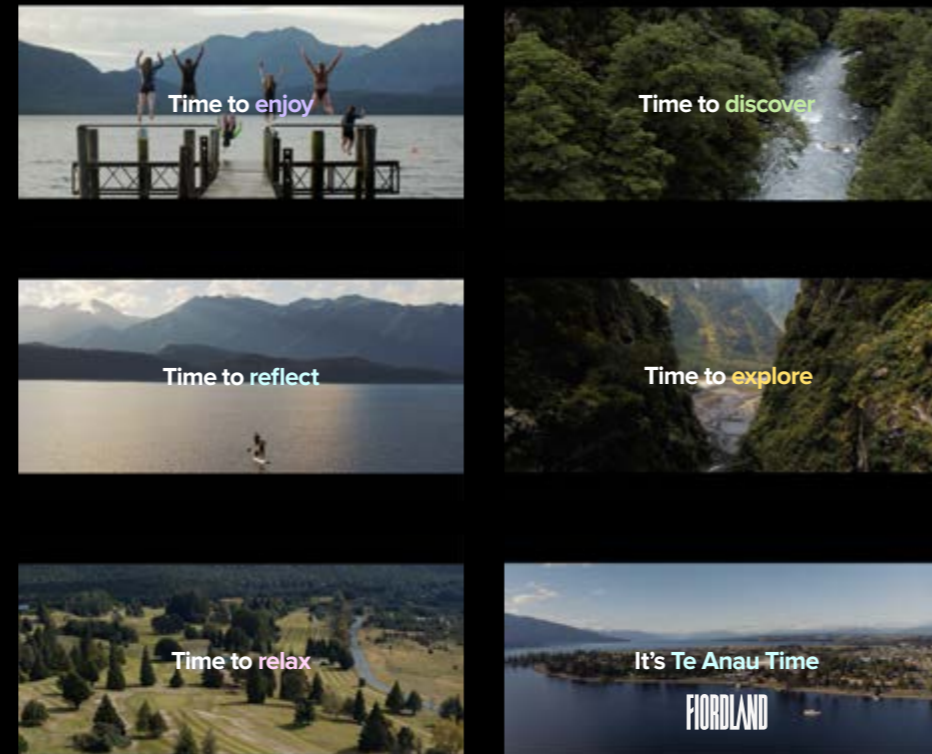 Time to enjoy
Time to discover
Time to reflect
Time to explore
Time to relax
It's Te Anau Time
FIORDLAND